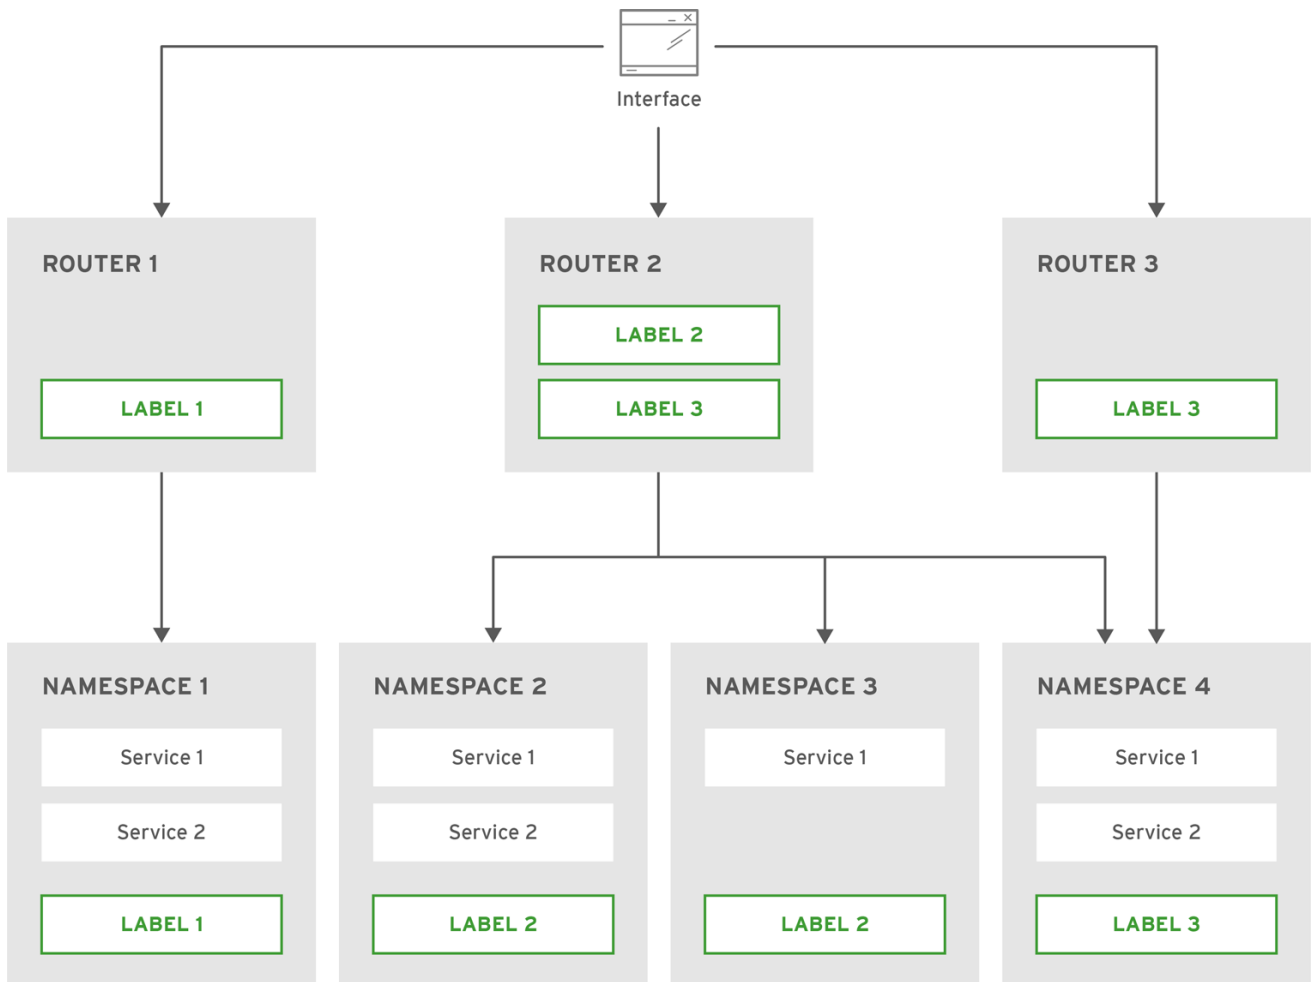 Interface
ROUTER 1
LABEL 1
ROUTER 2
LABEL 2
LABEL 3
ROUTER 3
LABEL 3
NAMESPACE 1
Service 1
Service 2
LABEL 1
NAMESPACE 2
Service 1
Service 2
LABEL 2
NAMESPACE 3
Service 1
LABEL 2
NAMESPACE 4
Service 1
Service 2
LABEL 3